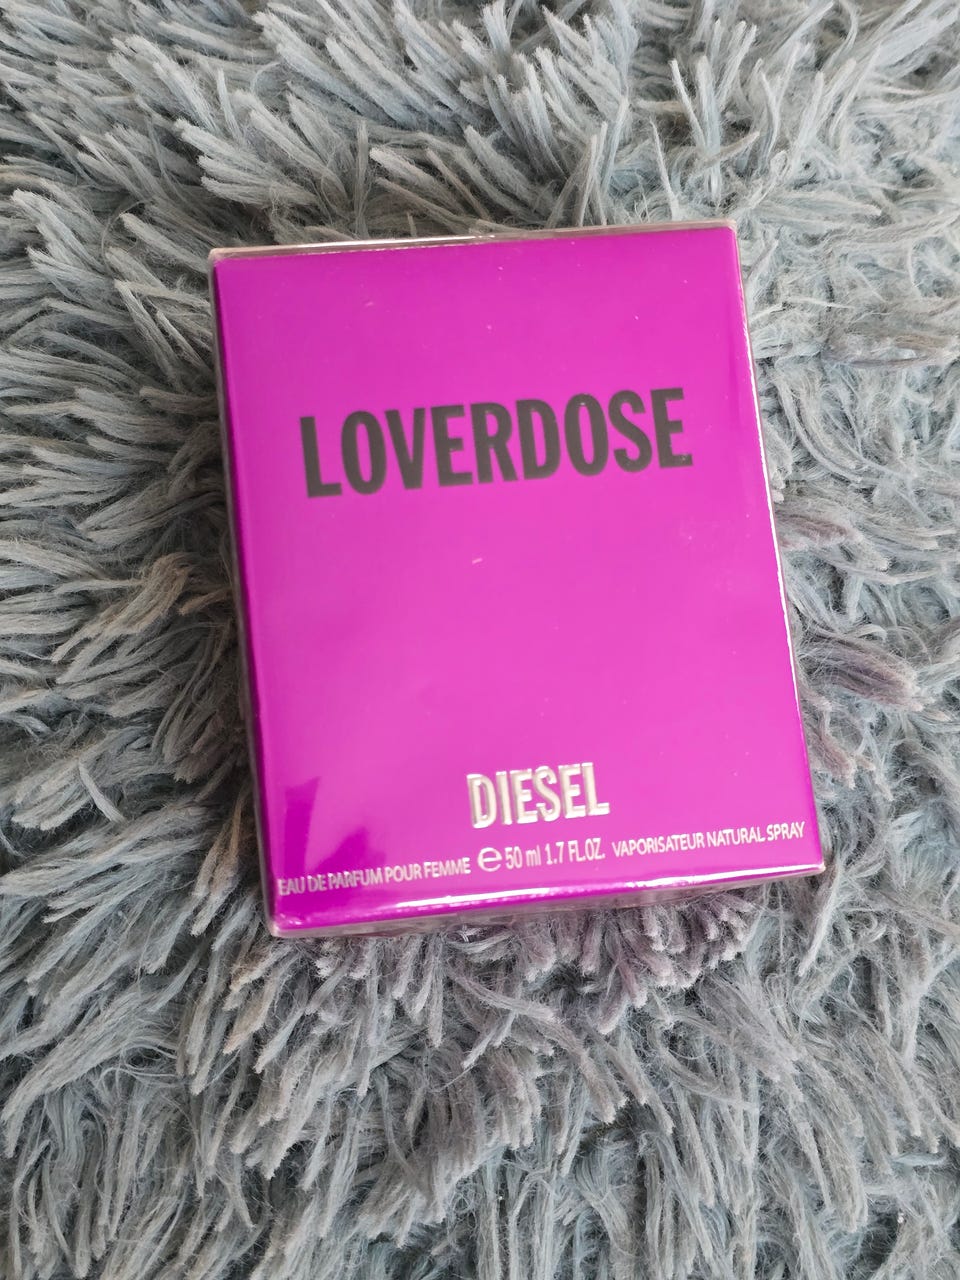 LOVERDOSE
DIESEL
EAU DE PARFUM POUR FEMME ℮ 50 ml 1.7 FL.OZ. VAPORISATEUR NATURAL SPRAY